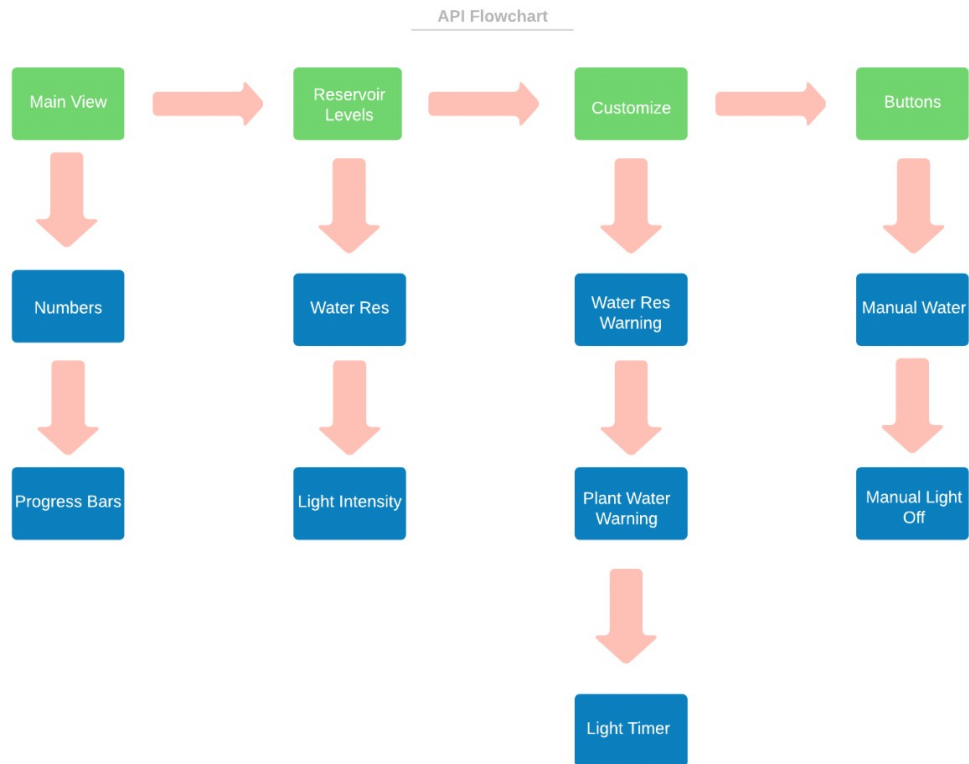 API Flowchart
Main View
Reservoir
Levels
Customize
Buttons
Numbers
Water Res
Water Res
Warning
Manual Water
Progress Bars
Light Intensity
Plant Water
Warning
Manual Light
Off
Light Timer